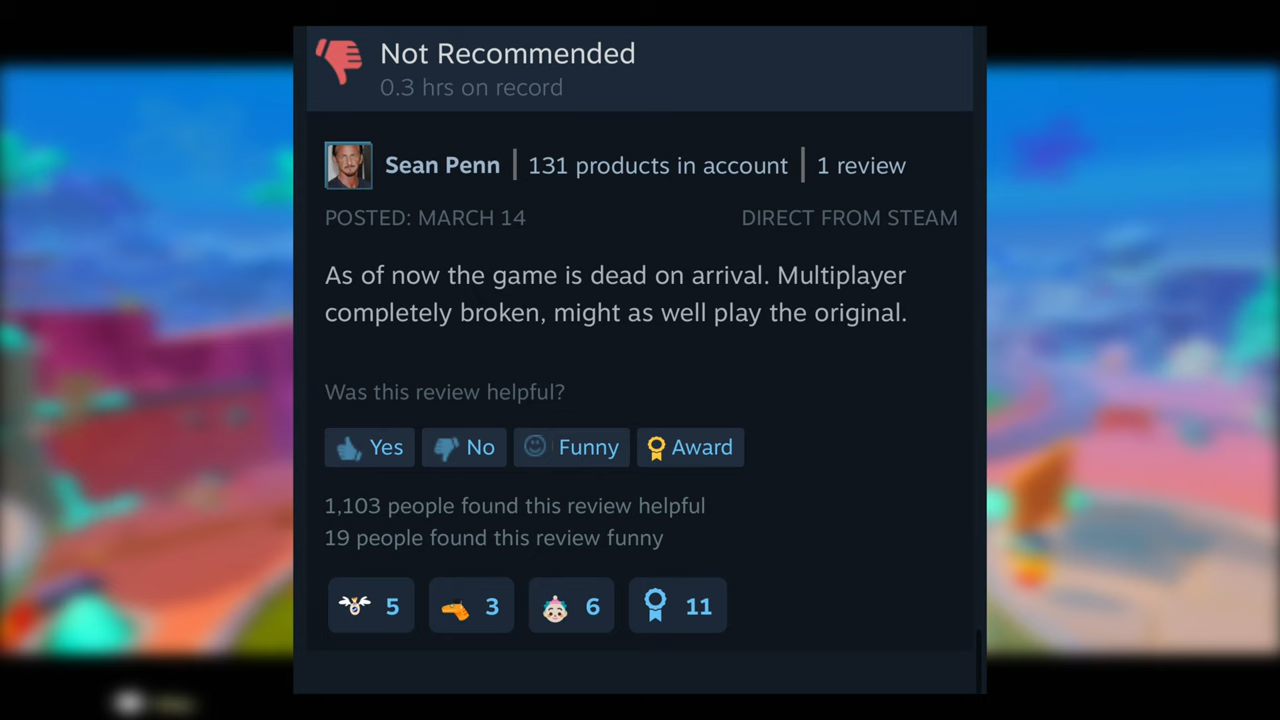 Not Recommended
0.3 hrs on record
Sean Penn | 131 products in account | 1 review
POSTED: MARCH 14 DIRECT FROM STEAM
As of now the game is dead on arrival. Multiplayer
completely broken, might as well play the original.
Was this review helpful?
Yes No Funny Award
1,103 people found this review helpful
19 people found this review funny
5 3 6 11